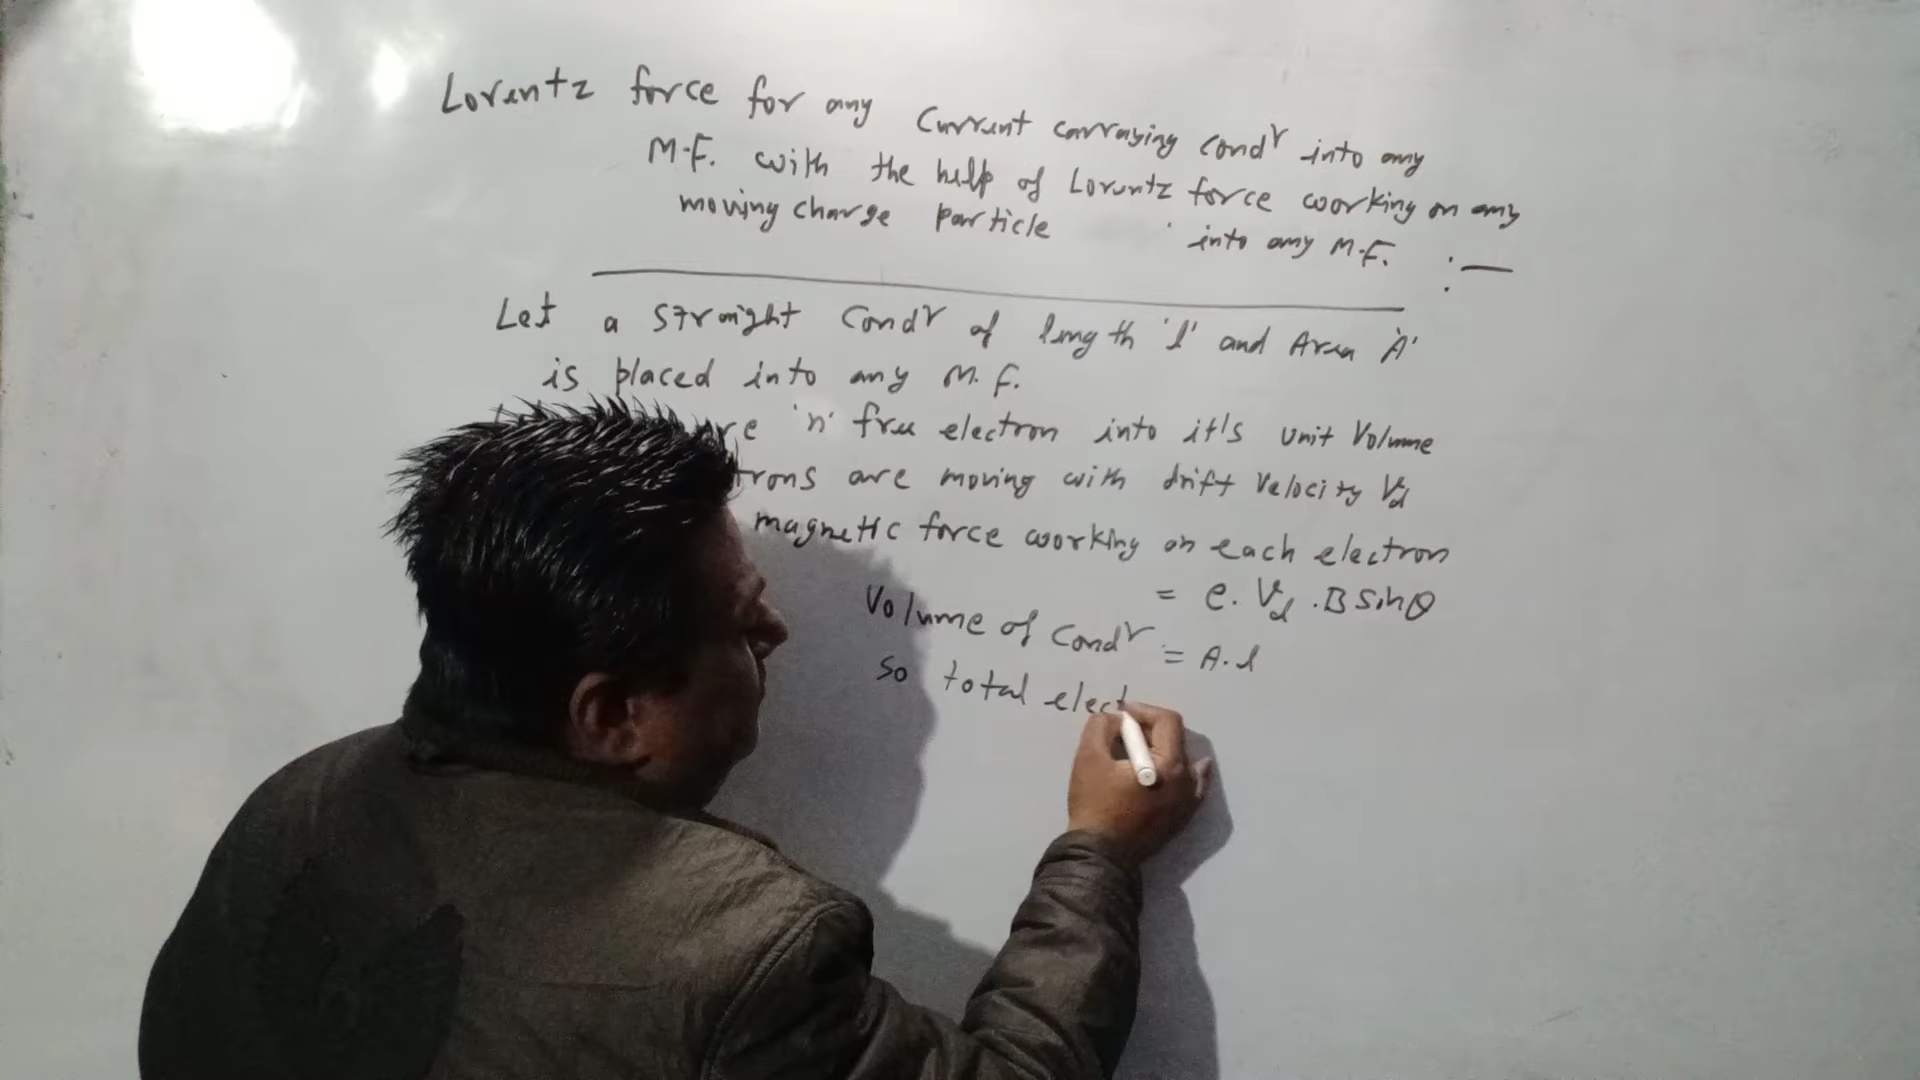 Lorentz force for any Current carraying condr into any
M.F. with the help of Lorentz force working on any
moving charge particle into any M.F. :—
Let a straight Condr of length 'l' and Area 'A'
is placed into any M.F.
'n' free electron into it's unit Volume
are moving with drift velocity Vd
magnetic force working on each electron
= e. Vd . B sinθ
Volume of condr = A.l
so total elect